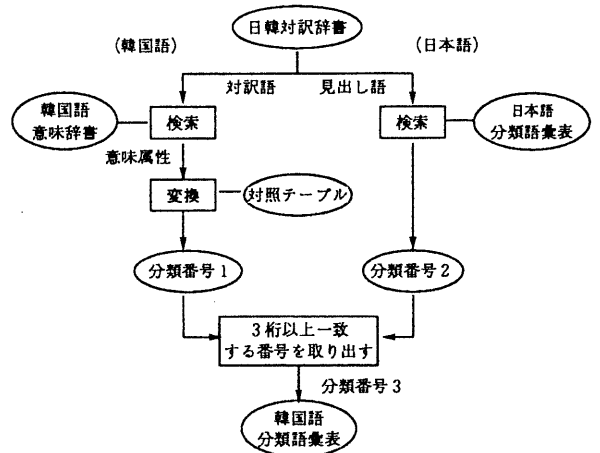 日韓対訳辞書
（韓国語）
（日本語）
対訳語
見出し語
韓国語
意味辞書
検索
検索
日本語
分類語彙表
意味属性
変換
対照テーブル
分類番号1
分類番号2
3桁以上一致
する番号を取り出す
分類番号3
韓国語
分類語彙表